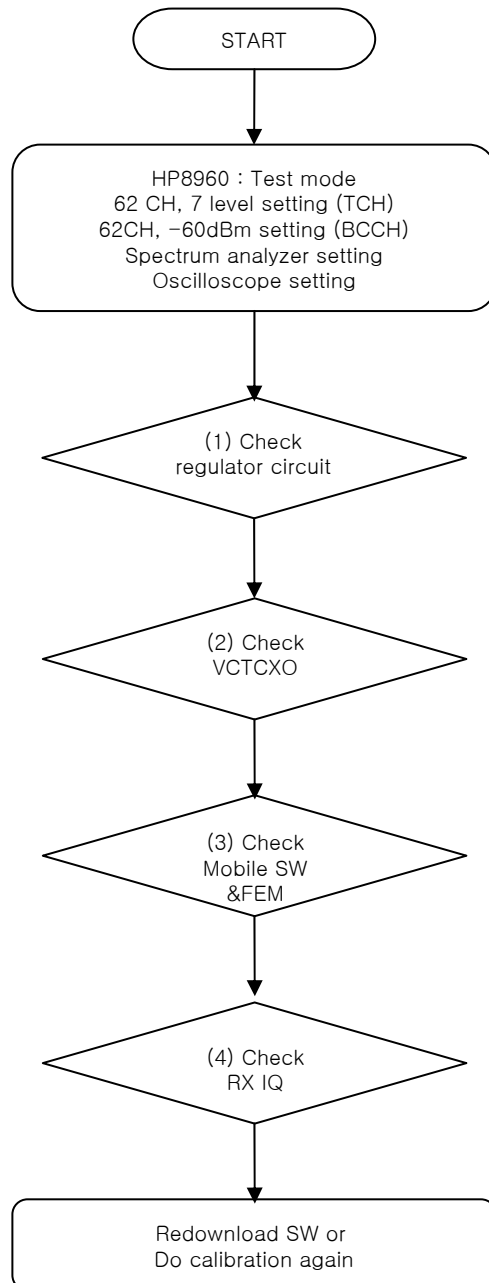 START
HP8960 : Test mode
62 CH, 7 level setting (TCH)
62CH, -60dBm setting (BCCH)
Spectrum analyzer setting
Oscilloscope setting
(1) Check
regulator circuit
(2) Check
VCTCXO
(3) Check
Mobile SW
&FEM
(4) Check
RX IQ
Redownload SW or
Do calibration again